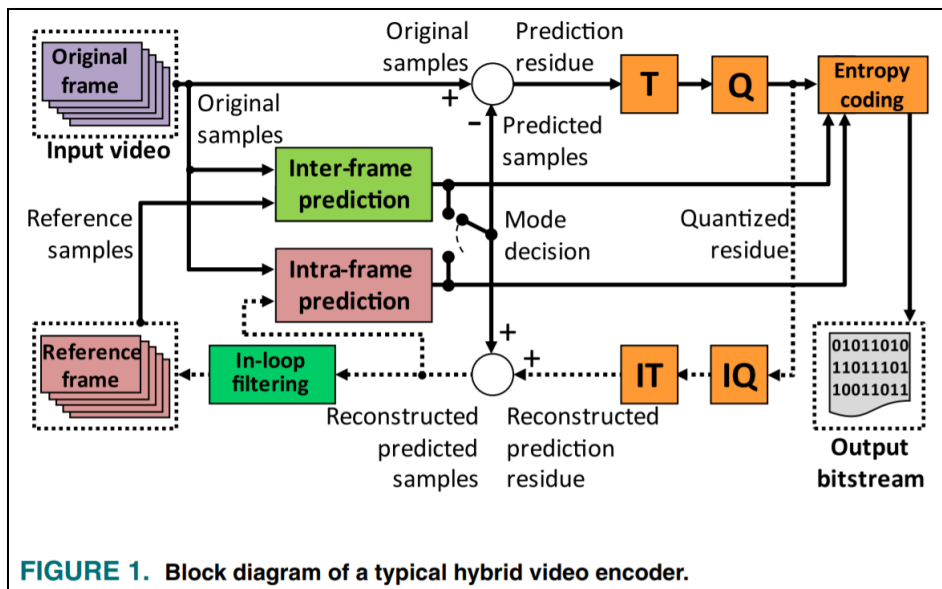 Original
frame
Input video
Original
samples
Prediction
residue
Original
samples
+
-
T
Q
Entropy
coding
Predicted
samples
Inter-frame
prediction
Reference
samples
Mode
decision
Quantized
residue
Intra-frame
prediction
Reference
frame
In-loop
filtering
+
+
IT
IQ
01011010
11011101
10011011
Reconstructed
predicted
samples
Reconstructed
prediction
residue
Output
bitstream
FIGURE 1. Block diagram of a typical hybrid video encoder.